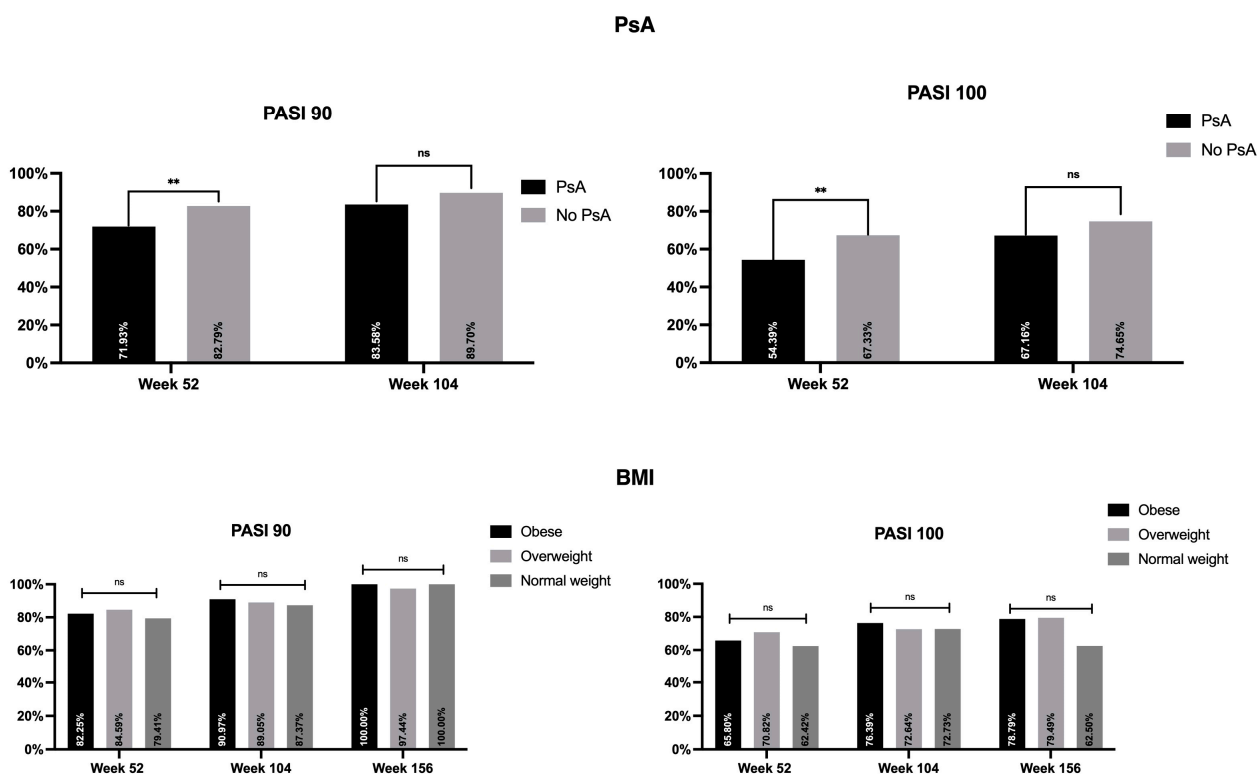 PsA
PASI 90
100%
80%
60%
40%
20%
0%
**
ns
71.93%
82.79%
83.58%
89.70%
Week 52
Week 104
PsA
No PsA
PASI 100
100%
80%
60%
40%
20%
0%
**
ns
54.39%
67.33%
67.16%
74.65%
Week 52
Week 104
PsA
No PsA
BMI
PASI 90
100%
80%
60%
40%
20%
0%
ns
ns
ns
82.25%
84.59%
79.41%
90.97%
89.05%
87.37%
100.00%
97.44%
100.00%
Week 52
Week 104
Week 156
Obese
Overweight
Normal weight
PASI 100
100%
80%
60%
40%
20%
0%
ns
ns
ns
65.80%
70.82%
62.42%
76.39%
72.64%
72.73%
78.79%
79.49%
62.50%
Week 52
Week 104
Week 156
Obese
Overweight
Normal weight